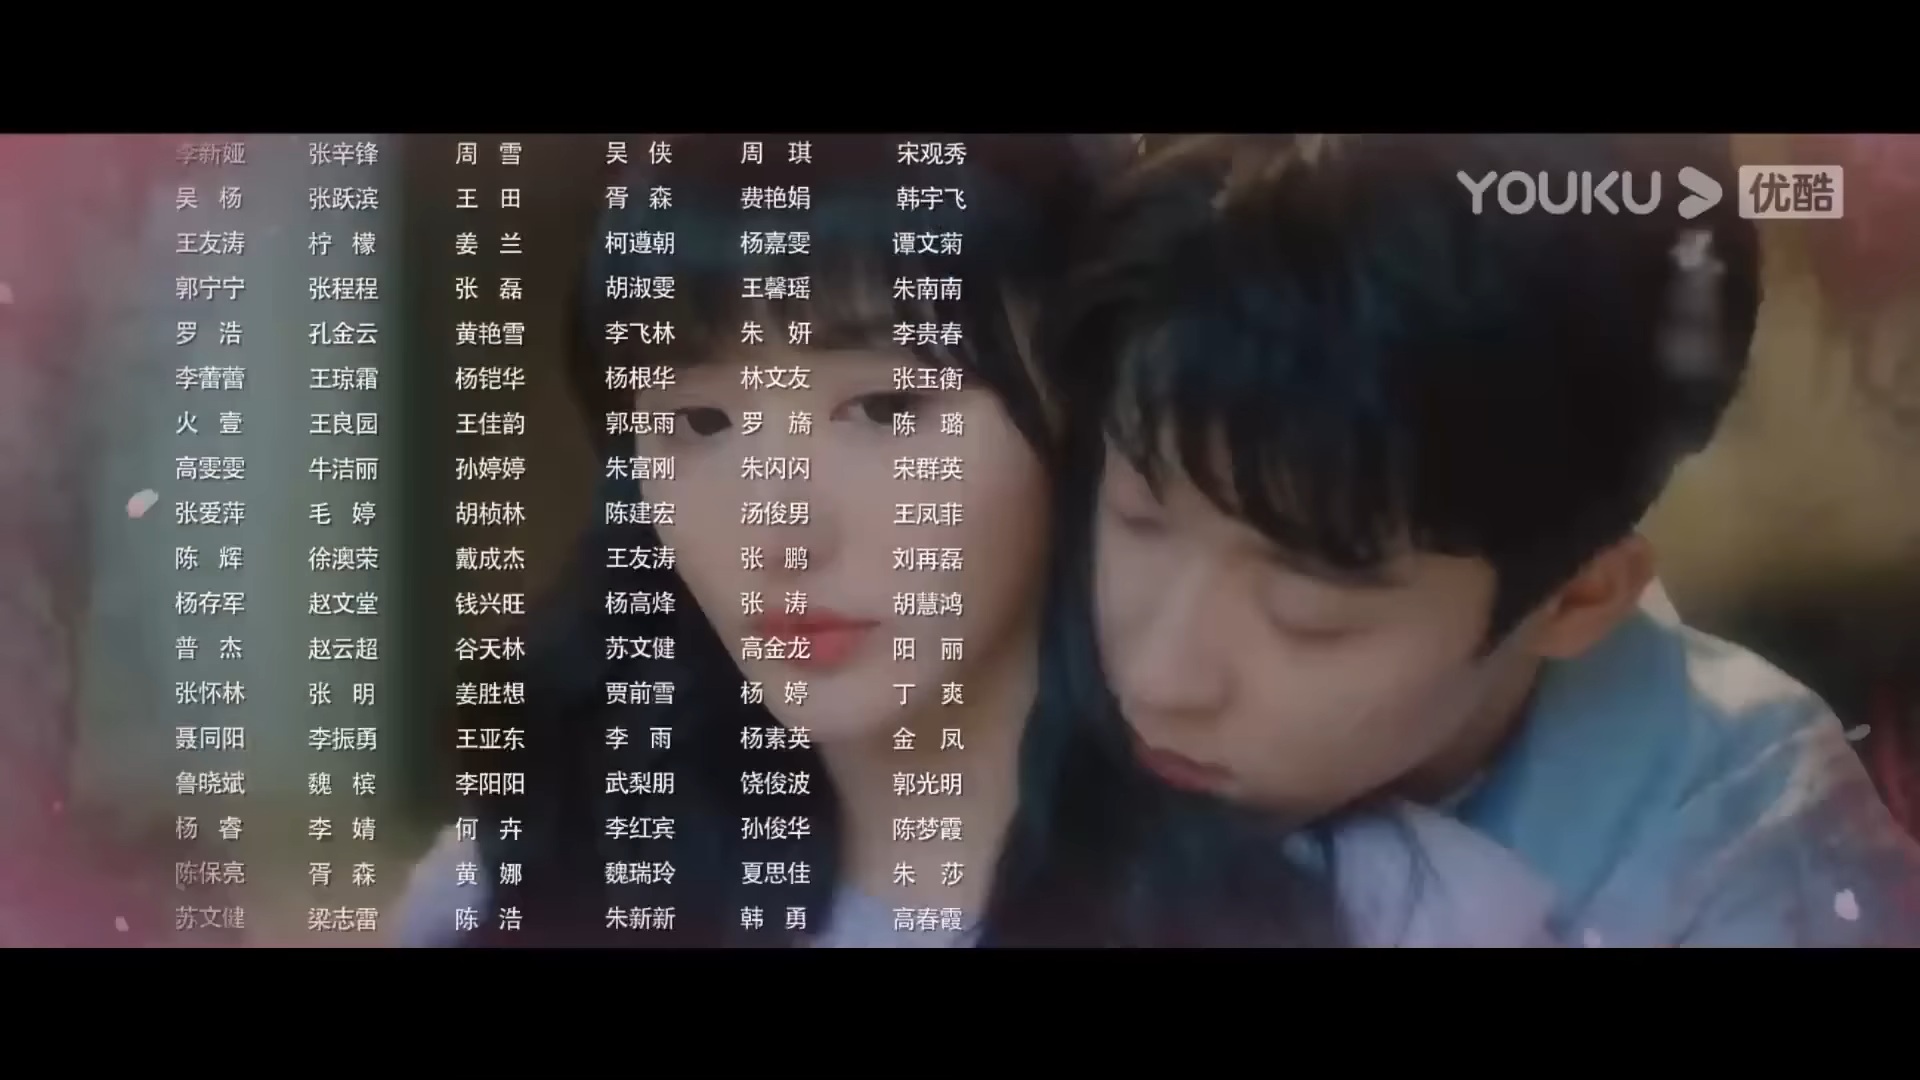 李新娅 张辛锋 周雪 吴侠 周琪 宋观秀
YOUKU 优酷
吴杨 张跃滨 王田 胥森 费艳娟 韩宇飞
王友涛 柠檬 姜兰 柯遵朝 杨嘉雯 谭文菊
郭宁宁 张程程 张磊 胡淑雯 王馨瑶 朱南南
罗浩 孔金云 黄艳雪 李飞林 朱妍 李贵春
李蕾蕾 王琼霜 杨铠华 杨根华 林文友 张玉衡
火壹 王良园 王佳韵 郭思雨 罗旖 陈璐
高雯雯 牛洁丽 孙婷婷 朱富刚 朱闪闪 宋群英
张爱萍 毛婷 胡桢林 陈建宏 汤俊男 王凤菲
陈辉 徐澳荣 戴成杰 王友涛 张鹏 刘再磊
杨存军 赵文堂 钱兴旺 杨高烽 张涛 胡慧鸿
普杰 赵云超 谷天林 苏文健 高金龙 阳丽
张怀林 张明 姜胜想 贾前雪 杨婷 丁爽
聂同阳 李振勇 王亚东 李雨 杨素英 金凤
鲁晓斌 魏槟 李阳阳 武梨朋 饶俊波 郭光明
杨睿 李婧 何卉 李红宾 孙俊华 陈梦霞
陈保亮 胥森 黄娜 魏瑞玲 夏思佳 朱莎
苏文健 梁志雷 陈浩 朱新新 韩勇 高春霞